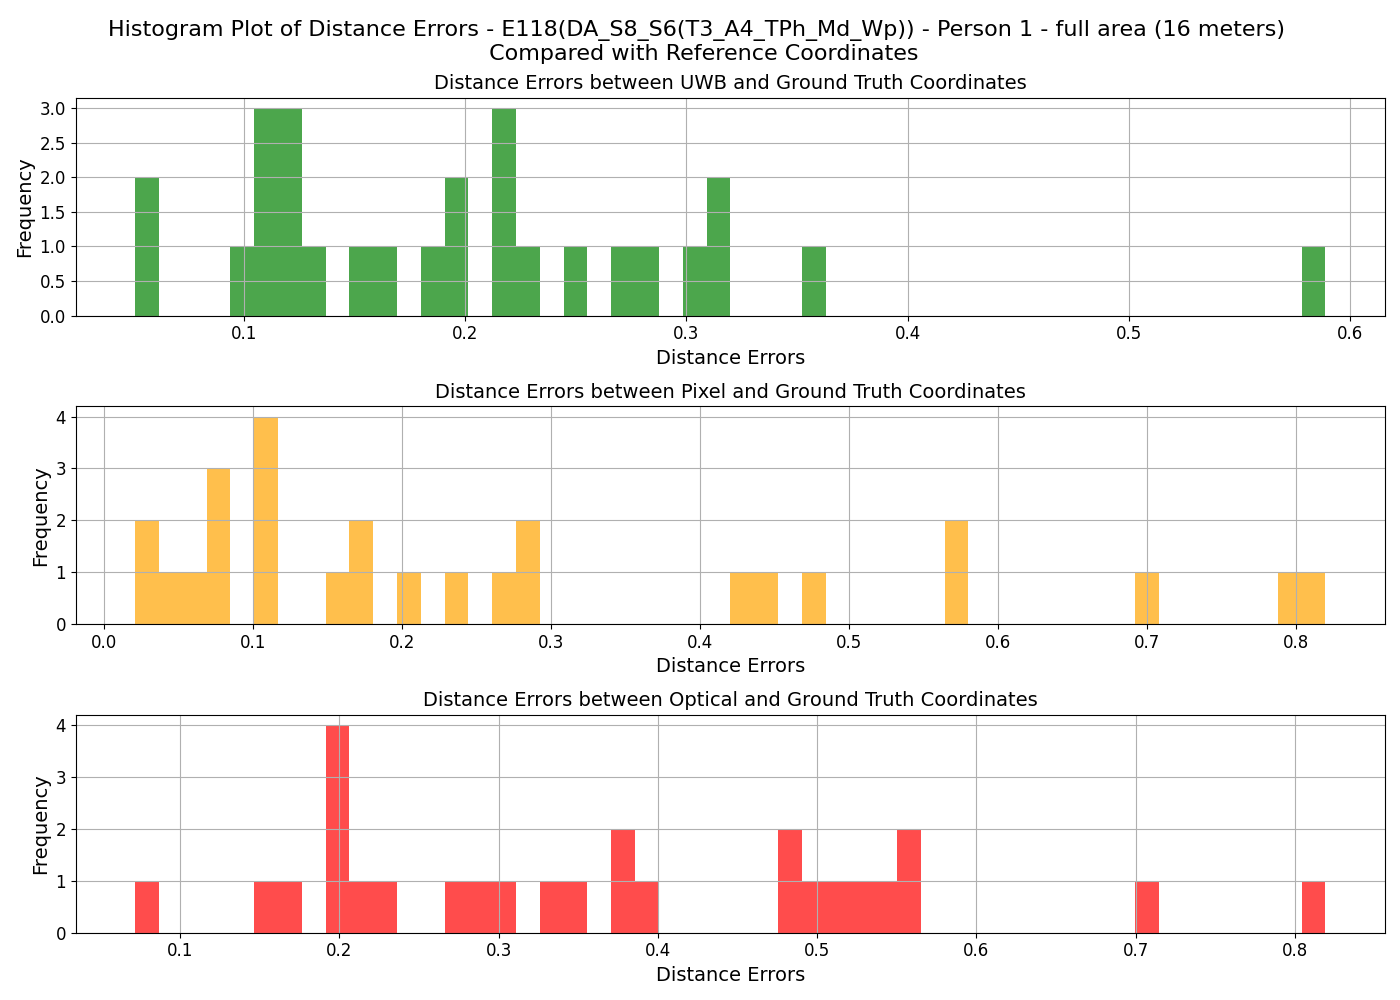 Histogram Plot of Distance Errors - E118(DA_S8_S6(T3_A4_TPh_Md_Wp)) - Person 1 - full area (16 meters)
Compared with Reference Coordinates
Distance Errors between UWB and Ground Truth Coordinates
Frequency
3.0
2.5
2.0
1.5
1.0
0.5
0.0
0.1 0.2 0.3 0.4 0.5 0.6
Distance Errors
Distance Errors between Pixel and Ground Truth Coordinates
Frequency
4
3
2
1
0
0.0 0.1 0.2 0.3 0.4 0.5 0.6 0.7 0.8
Distance Errors
Distance Errors between Optical and Ground Truth Coordinates
Frequency
4
3
2
1
0
0.1 0.2 0.3 0.4 0.5 0.6 0.7 0.8
Distance Errors